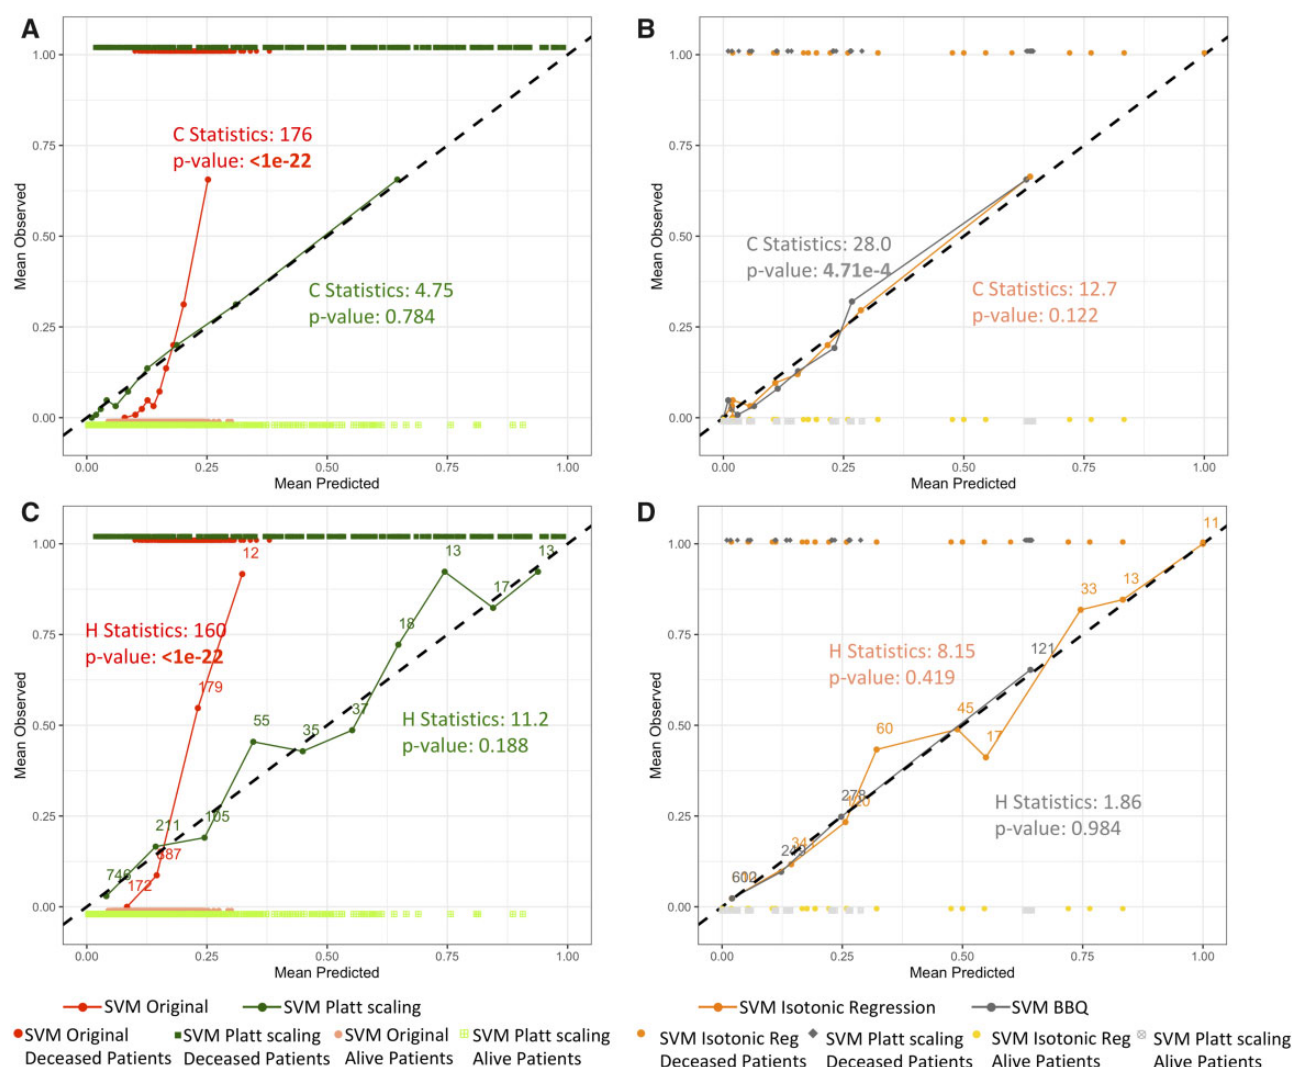 A
B
1.00
0.75
0.50
0.25
0.00
Mean Observed
C Statistics: 176
p-value: <1e-22
C Statistics: 4.75
p-value: 0.784
0.00 0.25 0.50 0.75 1.00
Mean Predicted
1.00
0.75
0.50
0.25
0.00
Mean Observed
C Statistics: 28.0
p-value: 4.71e-4
C Statistics: 12.7
p-value: 0.122
0.00 0.25 0.50 0.75 1.00
Mean Predicted
C
D
1.00
0.75
0.50
0.25
0.00
Mean Observed
12
13
13
17
18
H Statistics: 160
p-value: <1e-22
179
55
35
37
H Statistics: 11.2
p-value: 0.188
211
105
746
172
0.00 0.25 0.50 0.75 1.00
Mean Predicted
1.00
0.75
0.50
0.25
0.00
Mean Observed
11
13
33
H Statistics: 8.15
p-value: 0.419
121
45
60
17
278
H Statistics: 1.86
p-value: 0.984
0.00 0.25 0.50 0.75 1.00
Mean Predicted
SVM Original SVM Platt scaling
SVM Original SVM Platt scaling SVM Original SVM Platt scaling
Deceased Patients Deceased Patients Alive Patients Alive Patients
SVM Isotonic Regression SVM BBQ
SVM Isotonic Reg SVM Platt scaling SVM Isotonic Reg SVM Platt scaling
Deceased Patients Deceased Patients Alive Patients Alive Patients